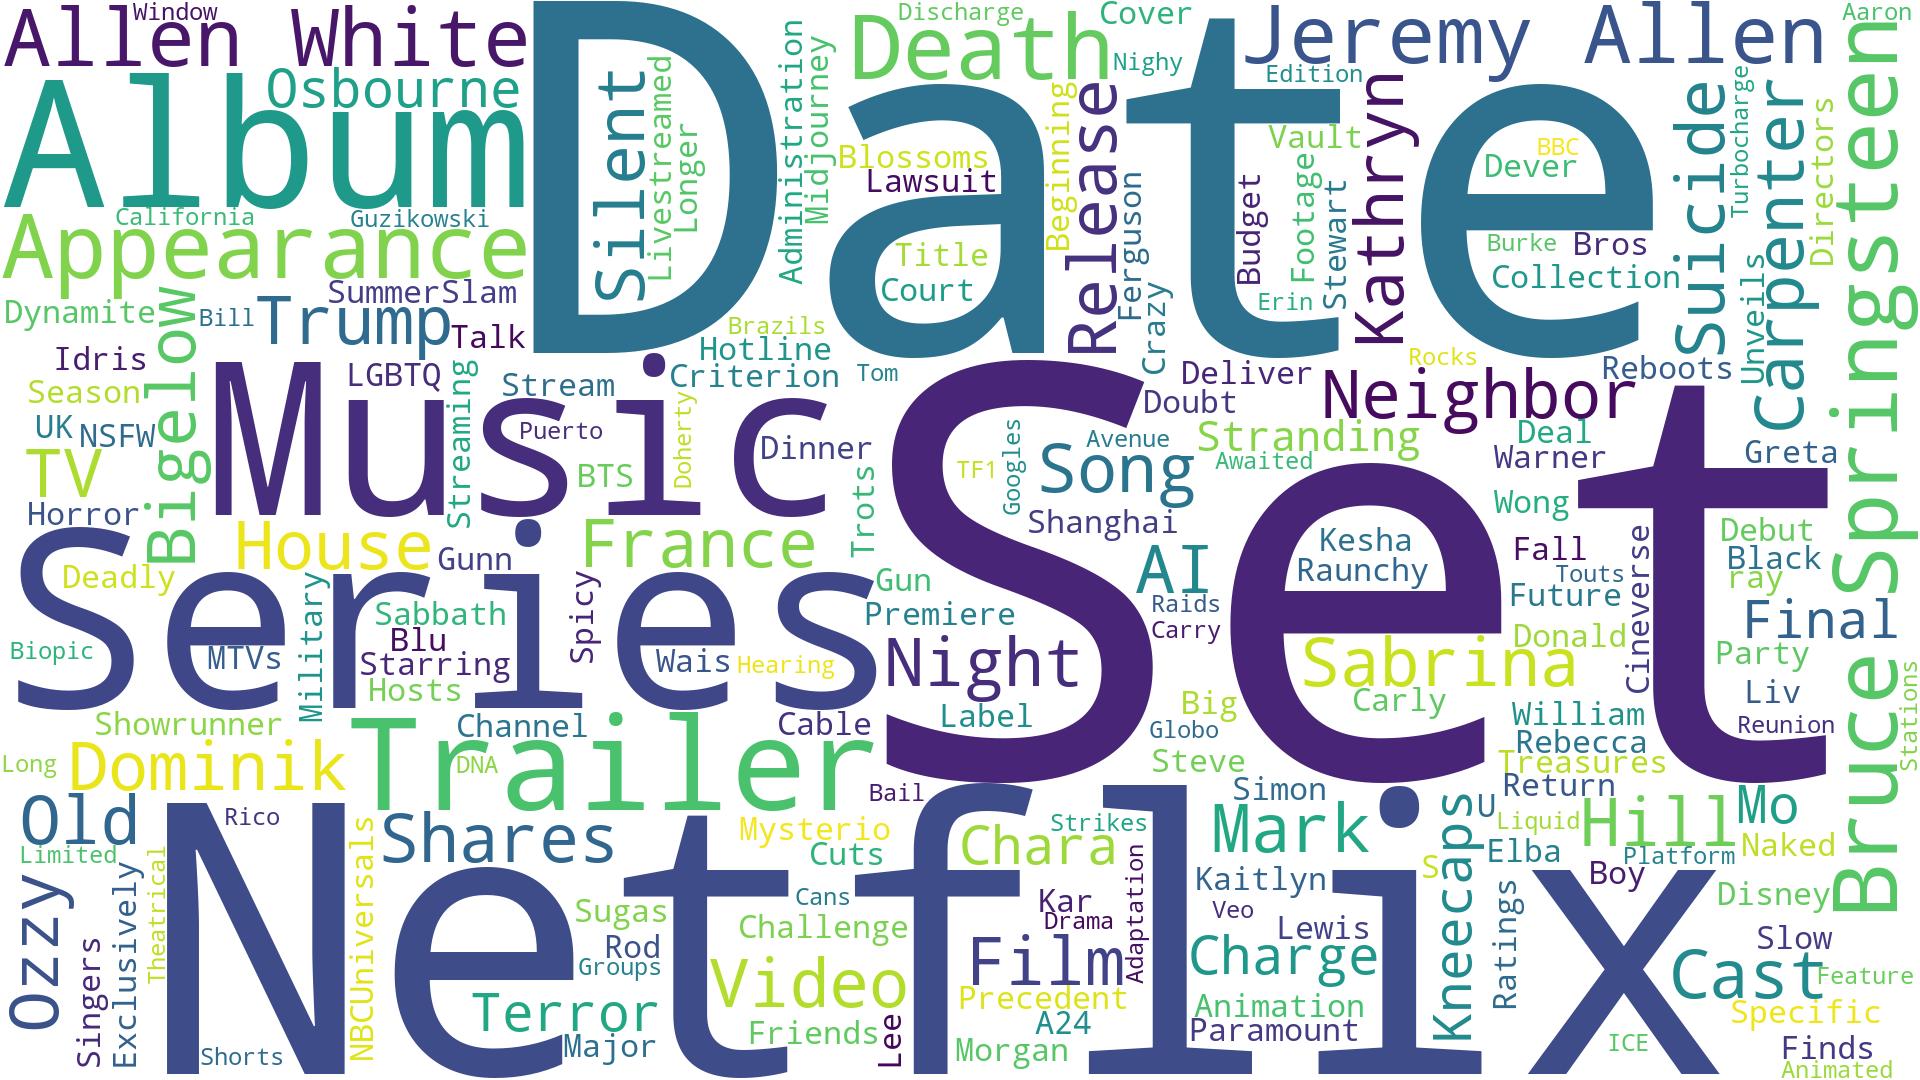 Window
Allen White
Osbourne
Album
Date
Silent
Livestreamed
Longer
Administration
Midjourney
Discharge
Death
Cover
Nighy
Jeremy Allen
Edition
Aaron
Blossoms
Lawsuit
Beginning
Release
Ferguson
Title
Court
Budget
Footage
Stewart
Erin
Vault
Kathryn
BBC
Dever
Burke
Bros
Collection
Suicide
Turbocharge
Carpenter
Directors
Unveils
Bruce Springsteen
California
Guzikowski
Appearance
SummerSlam
Dynamite
Bill
Trump
Talk
Bigelow
Brazils
Hotline
Criterion
Tom
Crazy
Deliver
Doubt
Rocks
Neighbor
Reboots
Idris
Season
UK
NSFW
TV
Horror
LGBTQ
Streaming
Stream
Puerto
BTS
Doherty
Dinner
Music
Trots
TF1
Googles
Set
Song
Avenue
Shanghai
Stranding
Awaited
Deal
Warner
Wong
Greta
House
Gunn
France
Spicy
Gun
Premiere
AI
Raids
Carry
Kesha
Raunchy
Fall
Touts
Future
Donald
Cineverse
Debut
Black
ray
Final
Party
Liv
Reunion
Stations
Deadly
Biopic
MTVs
Military
Sabbath
Blu
Starring
Hosts
Wais
Hearing
Series
Night
Label
Sabrina
Carly
Big
Globo
Steve
William
Rebecca
Treasures
Return
Showrunner
Channel
Cable
Long
Dominik
Trailer
DNA
Bail
Simon
U
Hill
Mo
Old
Rico
Limited
Shares
Mysterio
Cuts
Chara
Strikes
Mark
Kneecaps
Liquid
Elba
S
Platform
Boy
Naked
Disney
Ozzy
Singers
Exclusively
Theatrical
NBCUniversals
Netflix
Sugas
Rod
Groups
Challenge
Cans
Kar
Drama
Adaptation
Kaitlyn
Veo
Lewis
Ratings
Slow
Film
Charge
Cast
Feature
Terror
Video
Precedent
Animation
Specific
Friends
Lee
A24
Paramount
Major
Morgan
Shorts
ICE
Finds
Animated